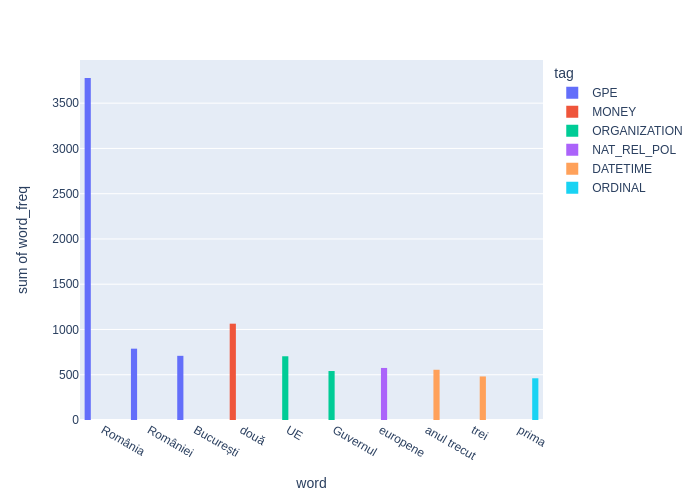 tag
GPE
MONEY
ORGANIZATION
NAT_REL_POL
DATETIME
ORDINAL
3500
3000
2500
2000
1500
1000
500
0
sum of word_freq
România
României
București
două
UE
Guvernul
europene
anul trecut
trei
prima
word